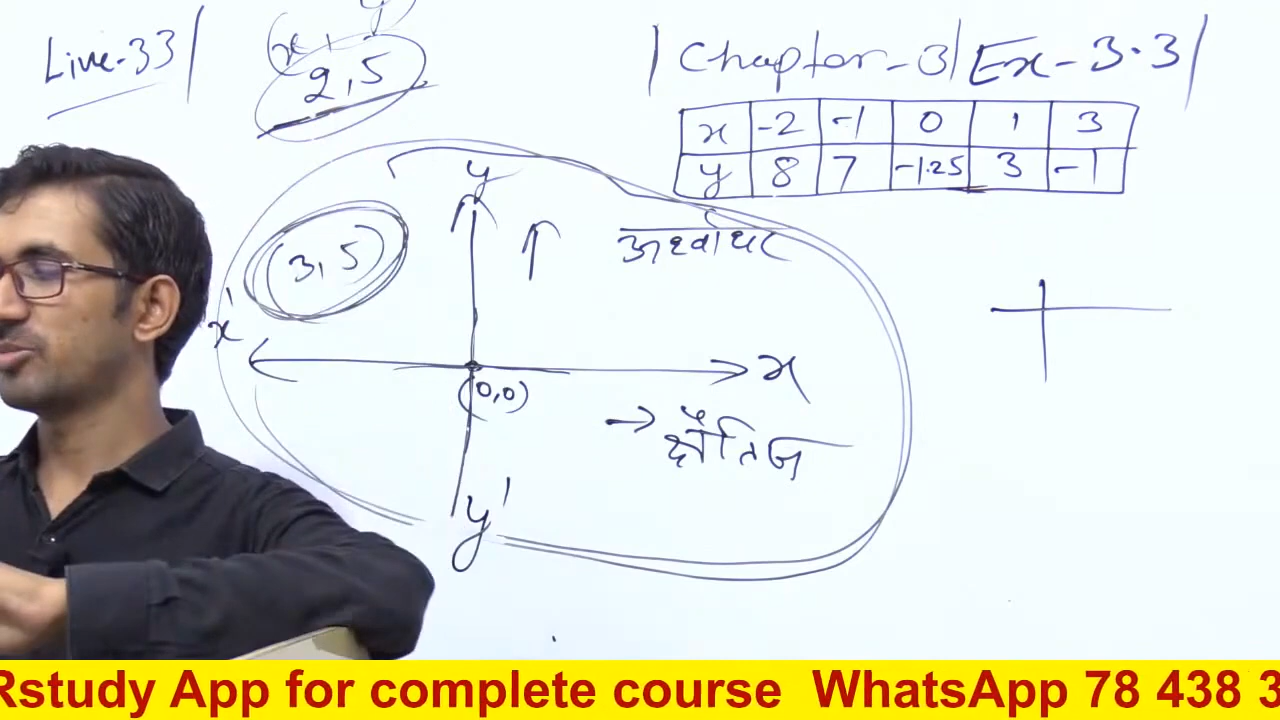 Live-33
(x, y
2,5
Chapter-3 | Ex-3.3
x -2 -1 0 1 3
y 8 7 -1.25 3 -1
y
(3,5)
x'
x
(0,0)
→ क्षैतिज
y'
Rstudy App for complete course WhatsApp 78 438 3